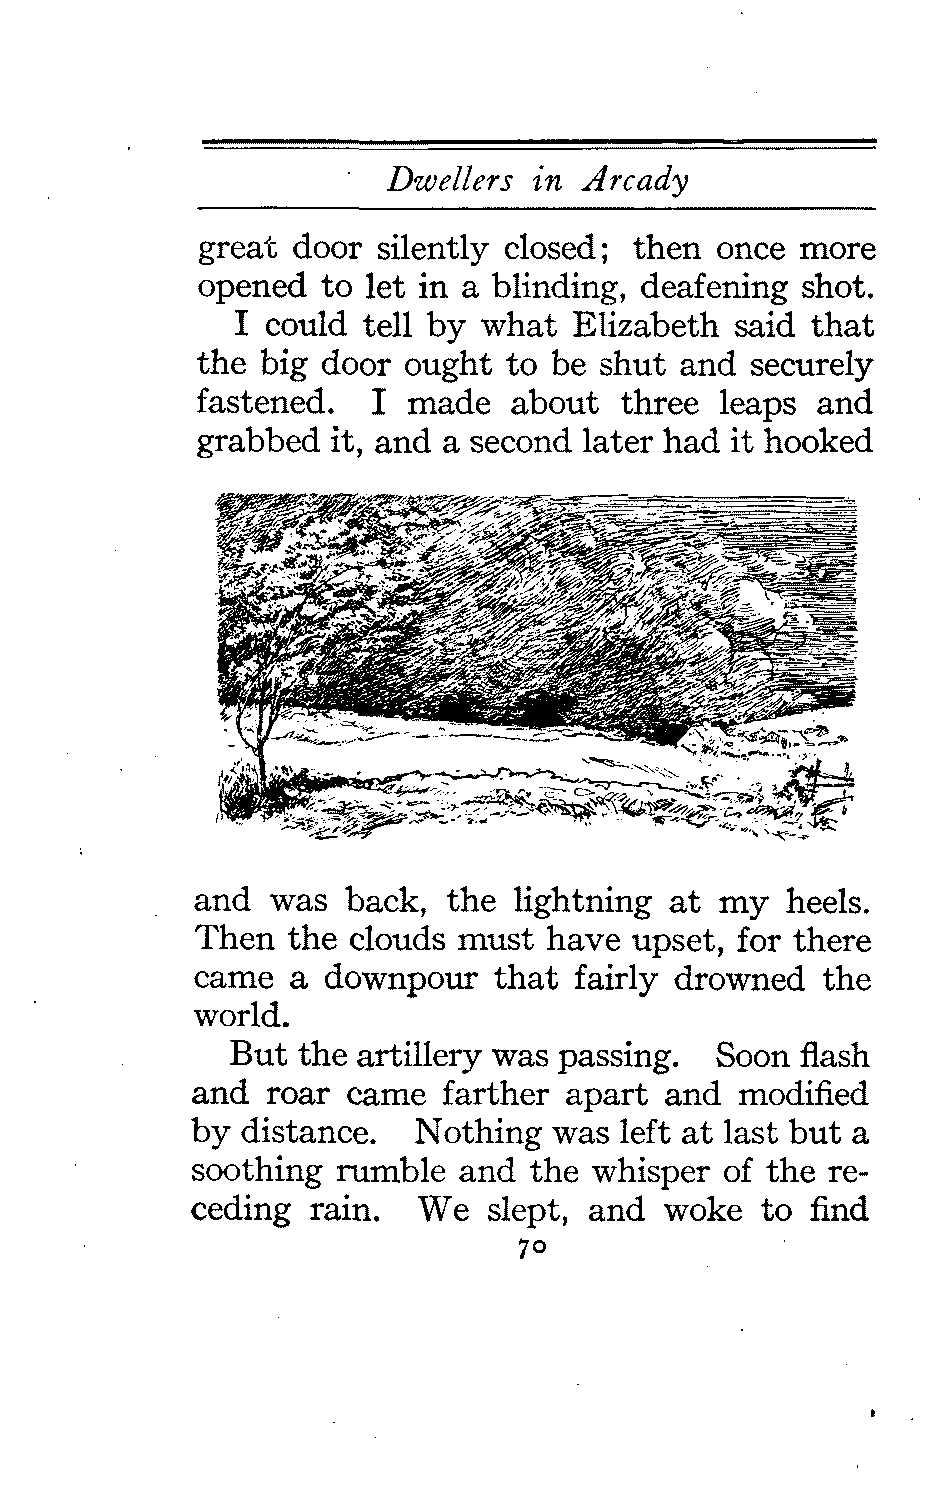 Dwellers in Arcady
great door silently closed; then once more
opened to let in a blinding, deafening shot.
I could tell by what Elizabeth said that
the big door ought to be shut and securely
fastened. I made about three leaps and
grabbed it, and a second later had it hooked
and was back, the lightning at my heels.
Then the clouds must have upset, for there
came a downpour that fairly drowned the
world.
But the artillery was passing. Soon flash
and roar came farther apart and modified
by distance. Nothing was left at last but a
soothing rumble and the whisper of the re-
ceding rain. We slept, and woke to find
70